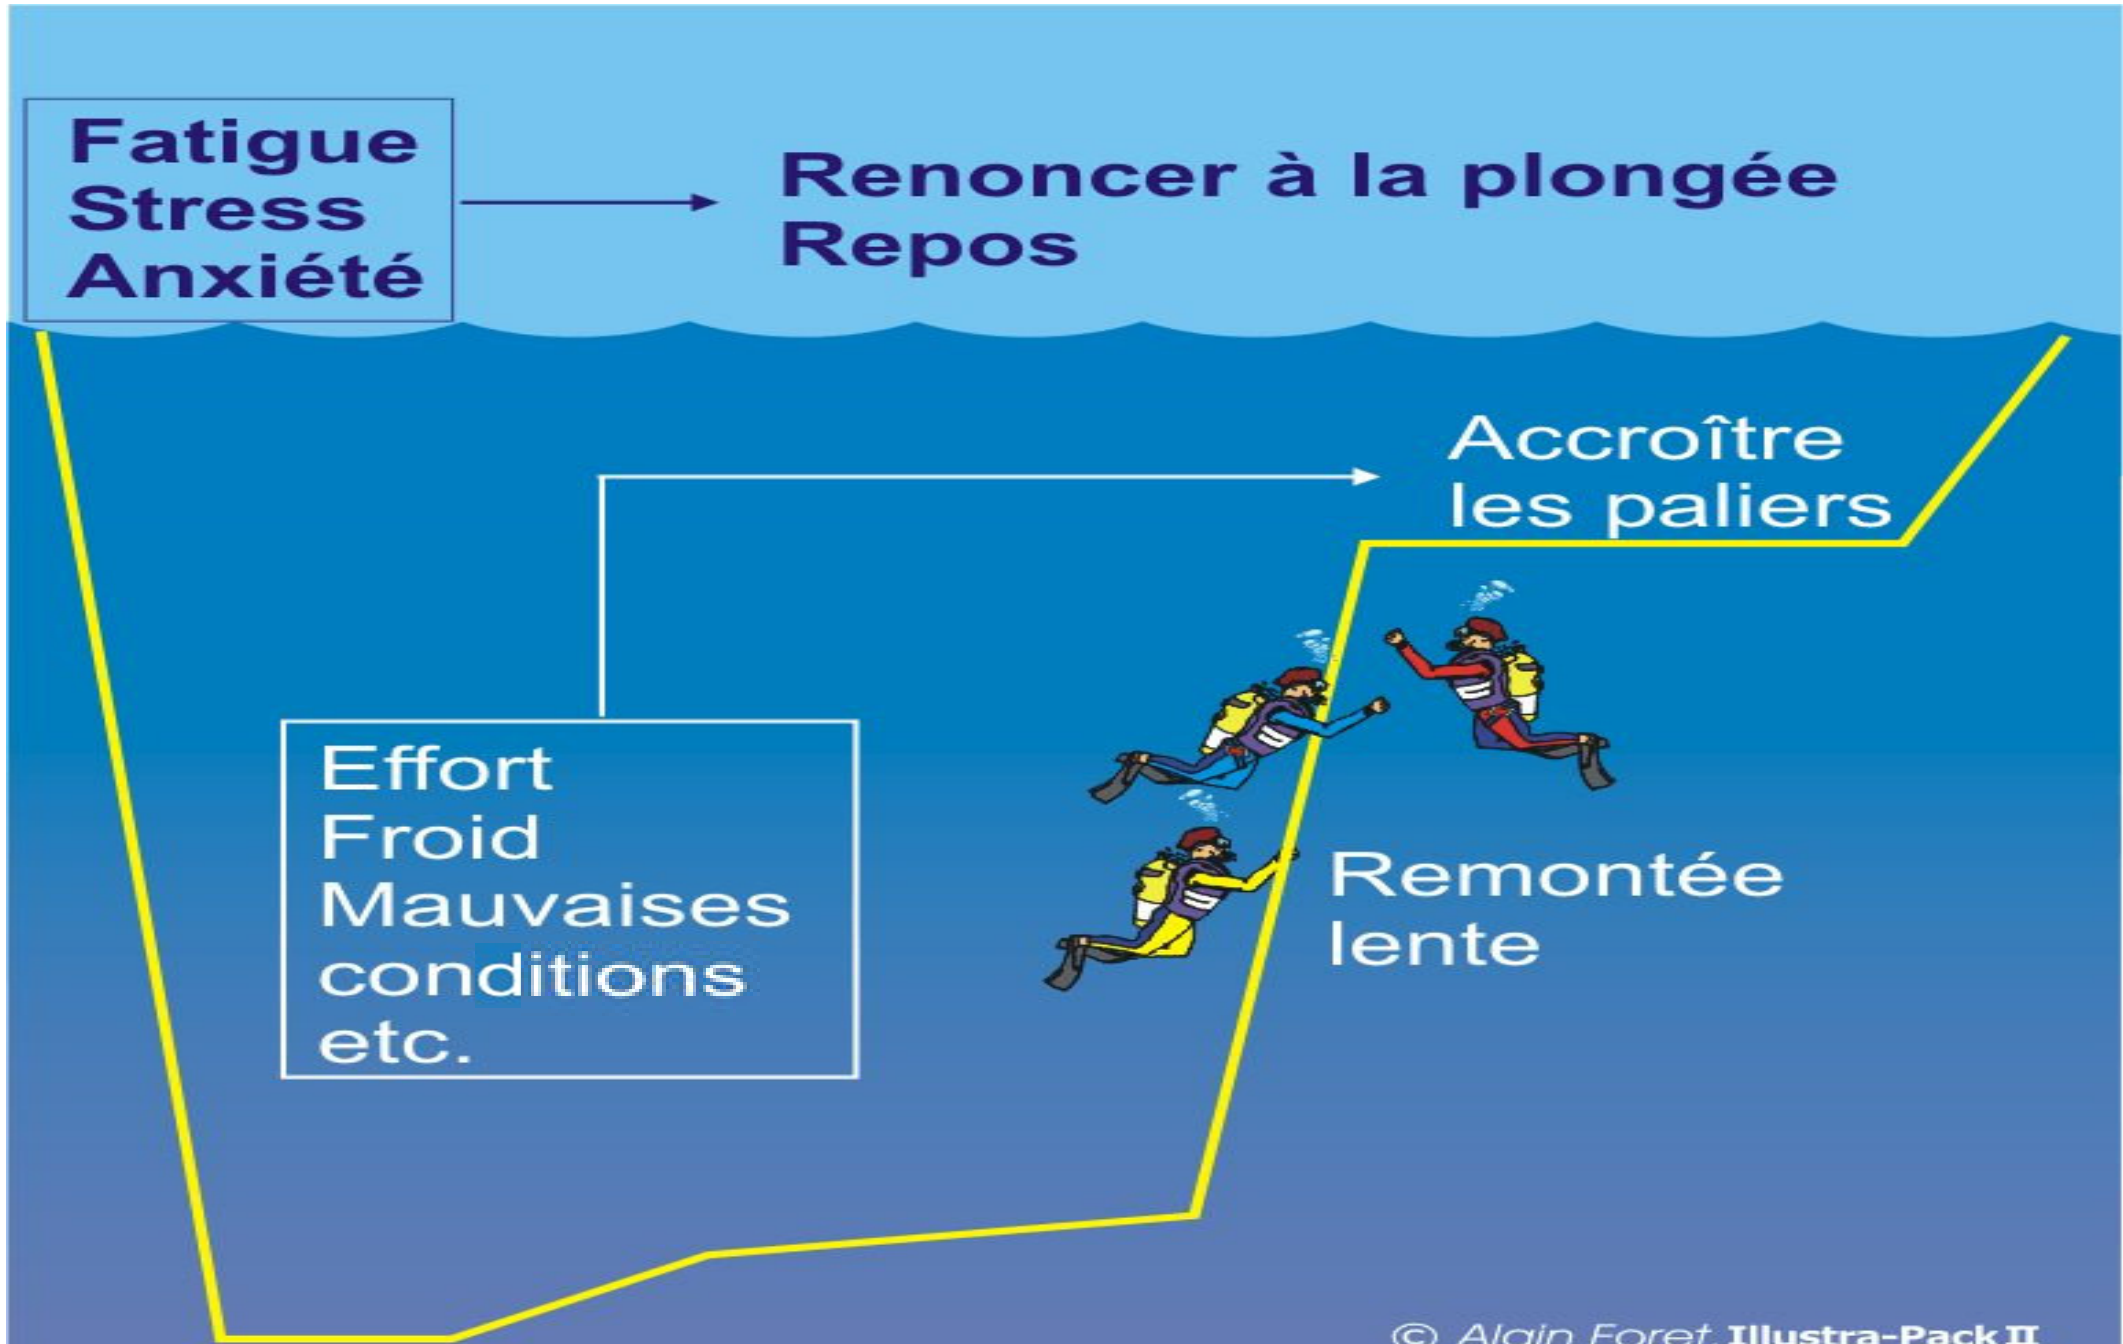 Fatigue
Stress
Anxiété
Renoncer à la plongée
Repos
Accroître
les paliers
Effort
Froid
Mauvaises
conditions
etc.
Remontée
lente
© Alain Foret Illustra-Pack II